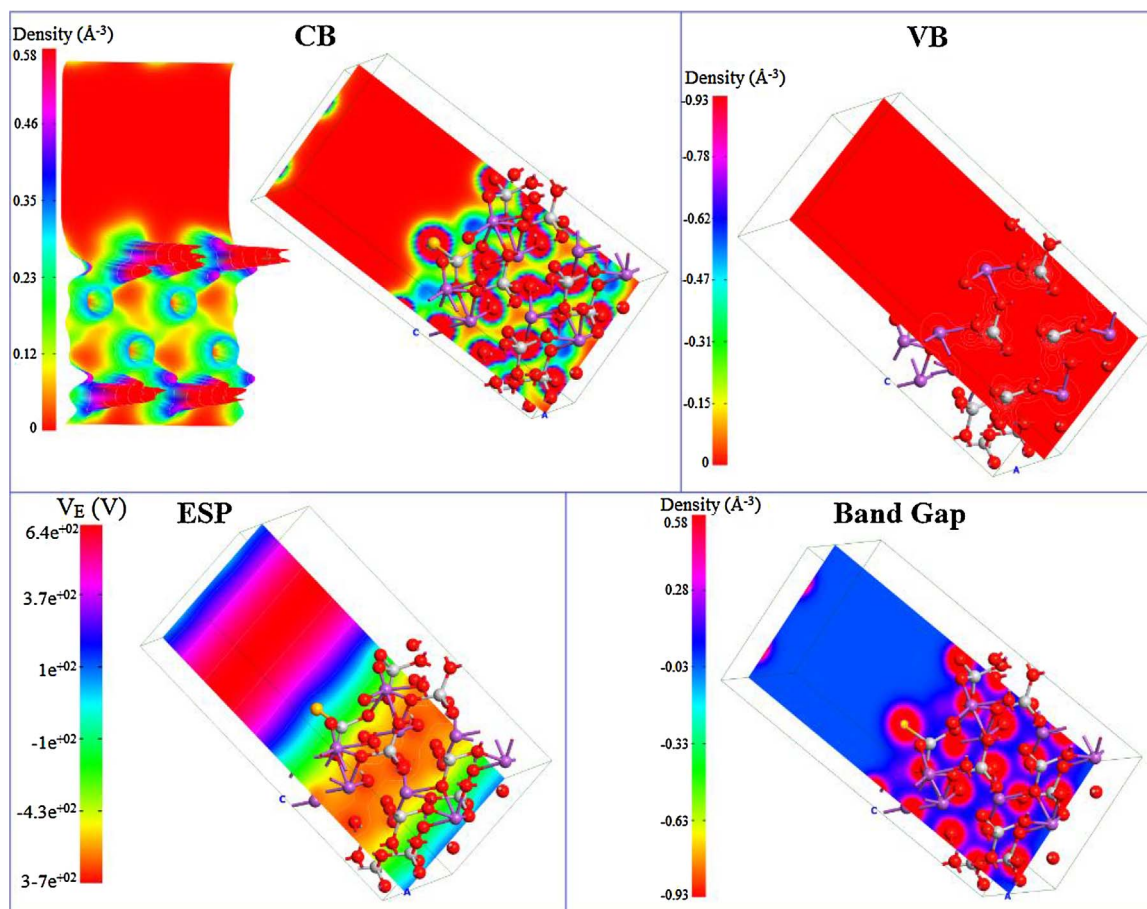 CB
Density (Å-3)
0.58
0.46
0.35
0.23
0.12
0
C
A
VB
Density (Å-3)
-0.93
-0.78
-0.62
-0.47
-0.31
-0.15
0
C
A
ESP
VE (V)
6.4e+02
3.7e+02
1e+02
-1e+02
-4.3e+02
3-7e+02
C
A
Band Gap
Density (Å-3)
0.58
0.28
-0.03
-0.33
-0.63
-0.93
C
A